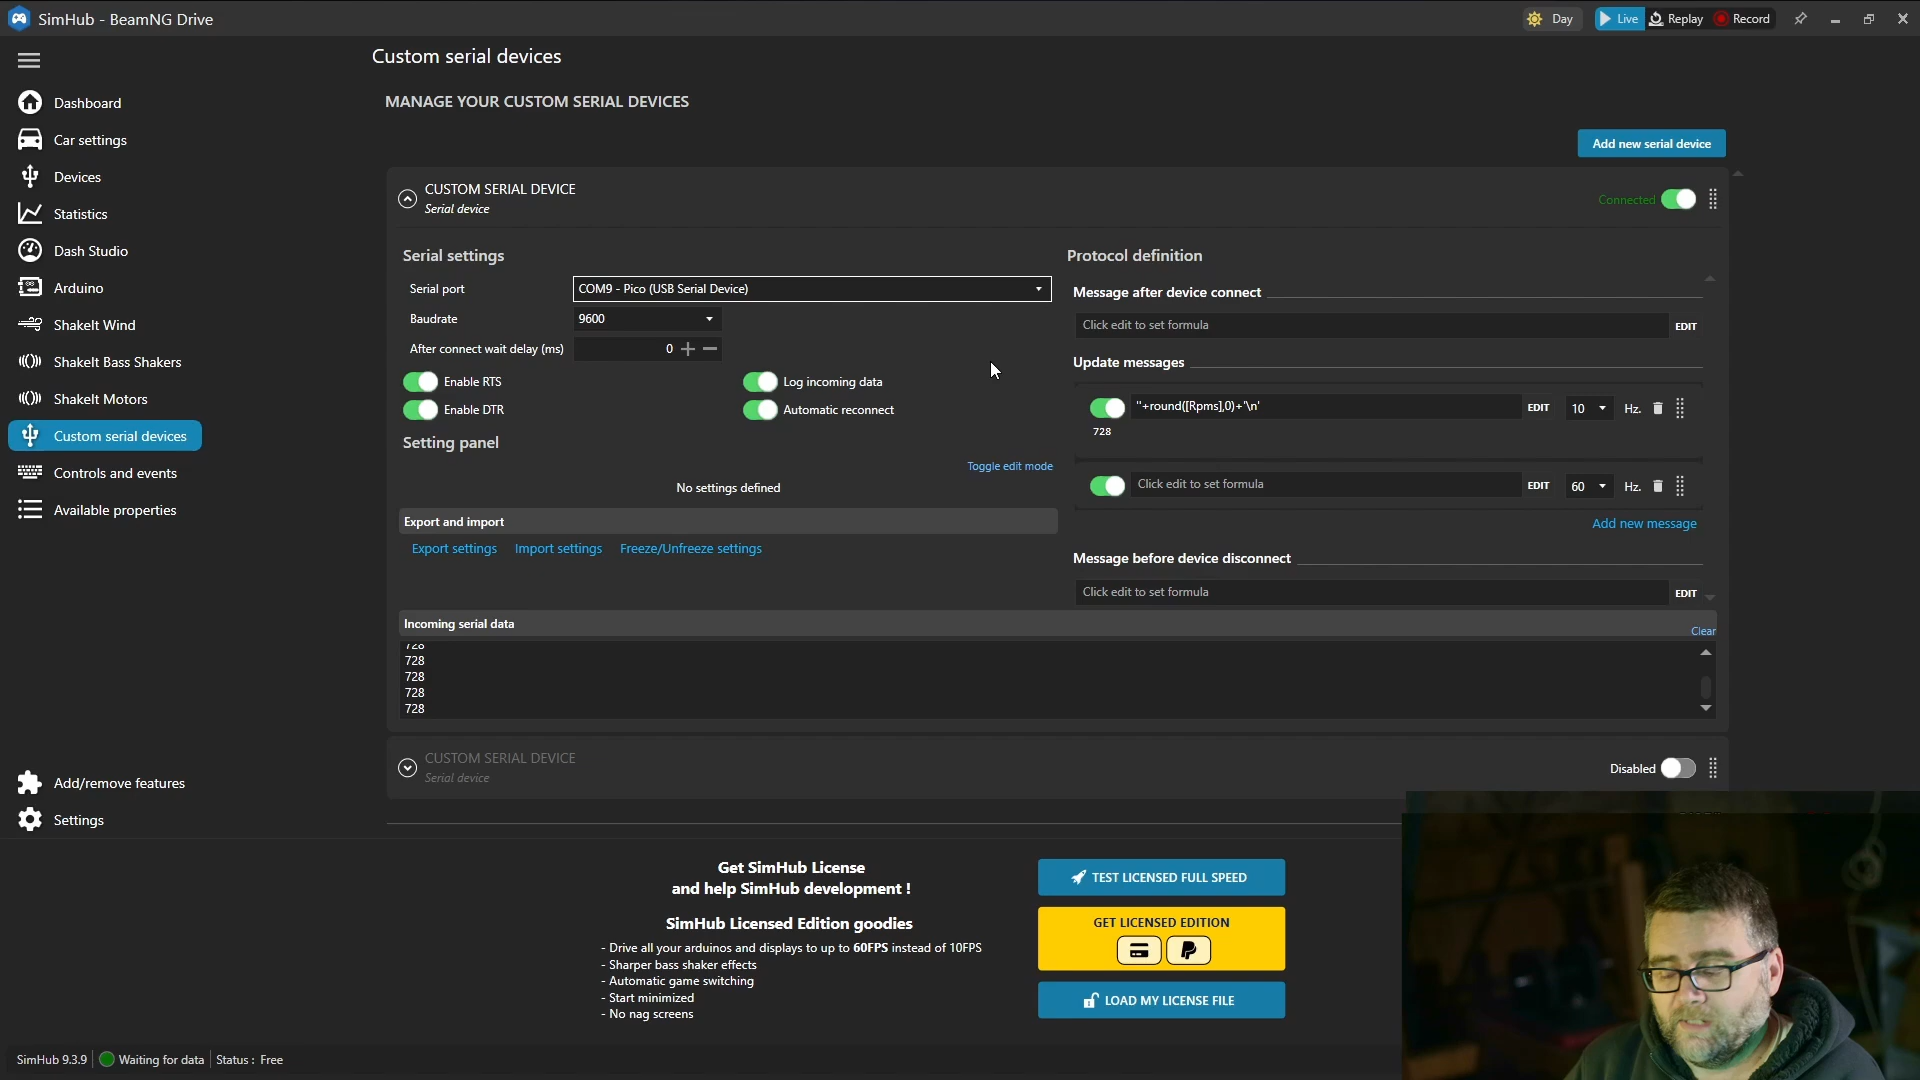 SimHub - BeamNG Drive
Day
Live
Replay
Record
Custom serial devices
MANAGE YOUR CUSTOM SERIAL DEVICES
Dashboard
Car settings
Devices
Statistics
Dash Studio
Arduino
ShakeIt Wind
ShakeIt Bass Shakers
ShakeIt Motors
Custom serial devices
Controls and events
Available properties
Add/remove features
Settings
Add new serial device
CUSTOM SERIAL DEVICE
Serial device
Connected
Serial settings
Serial port
COM9 - Pico (USB Serial Device)
Baudrate
9600
After connect wait delay (ms)
0
Enable RTS
Log incoming data
Enable DTR
Automatic reconnect
Setting panel
Toggle edit mode
No settings defined
Export and import
Export settings
Import settings
Freeze/Unfreeze settings
Protocol definition
Message after device connect
Click edit to set formula
EDIT
Update messages
''+round([Rpms],0)+'\n'
EDIT
10
Hz.
728
Click edit to set formula
EDIT
60
Hz.
Add new message
Message before device disconnect
Click edit to set formula
EDIT
Incoming serial data
Clear
728
728
728
728
728
CUSTOM SERIAL DEVICE
Serial device
Disabled
Get SimHub License
and help SimHub development !
SimHub Licensed Edition goodies
- Drive all your arduinos and displays to up to 60FPS instead of 10FPS
- Sharper bass shaker effects
- Automatic game switching
- Start minimized
- No nag screens
TEST LICENSED FULL SPEED
GET LICENSED EDITION
LOAD MY LICENSE FILE
SimHub 9.3.9
Waiting for data
Status : Free